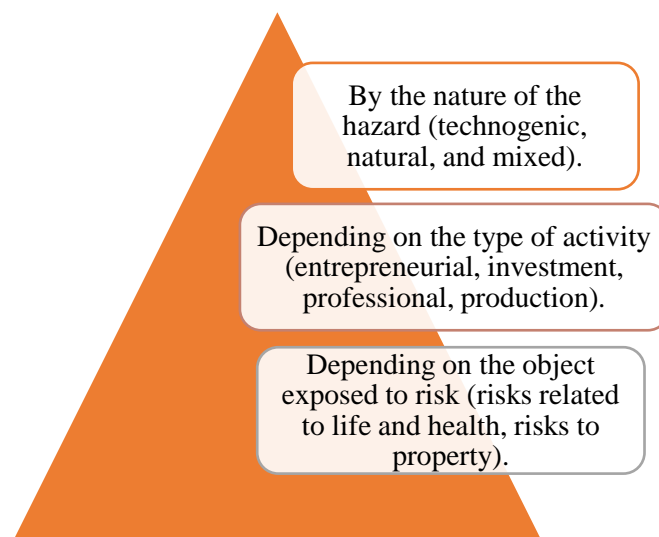 By the nature of the
hazard (technogenic,
natural, and mixed).
Depending on the type of activity
(entrepreneurial, investment,
professional, production).
Depending on the object
exposed to risk (risks related
to life and health, risks to
property).